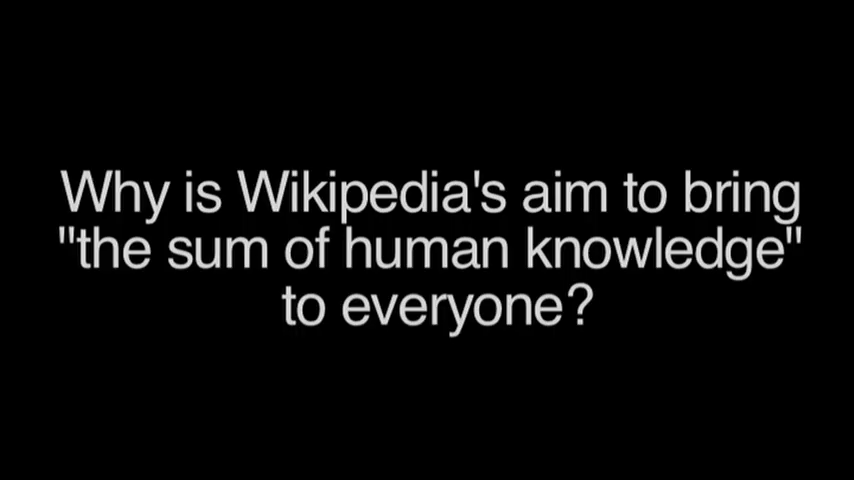 Why is Wikipedia's aim to bring
"the sum of human knowledge"
to everyone?